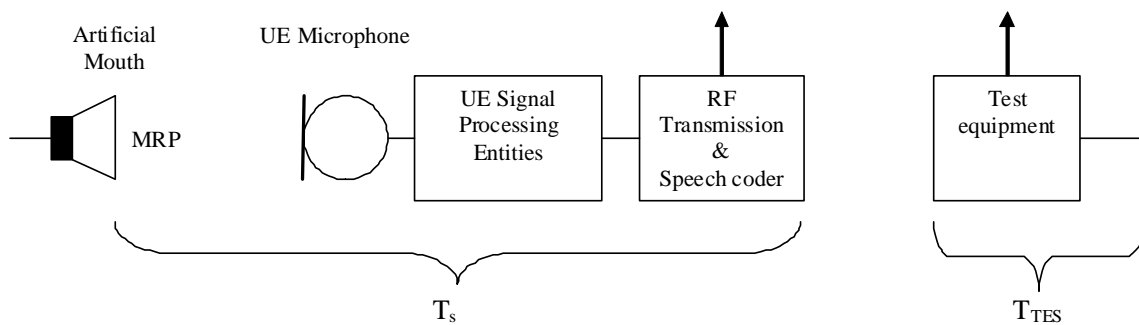 Artificial
Mouth
UE Microphone
MRP
UE Signal
Processing
Entities
RF
Transmission
&
Speech coder
Test
equipment
Ts
TTES